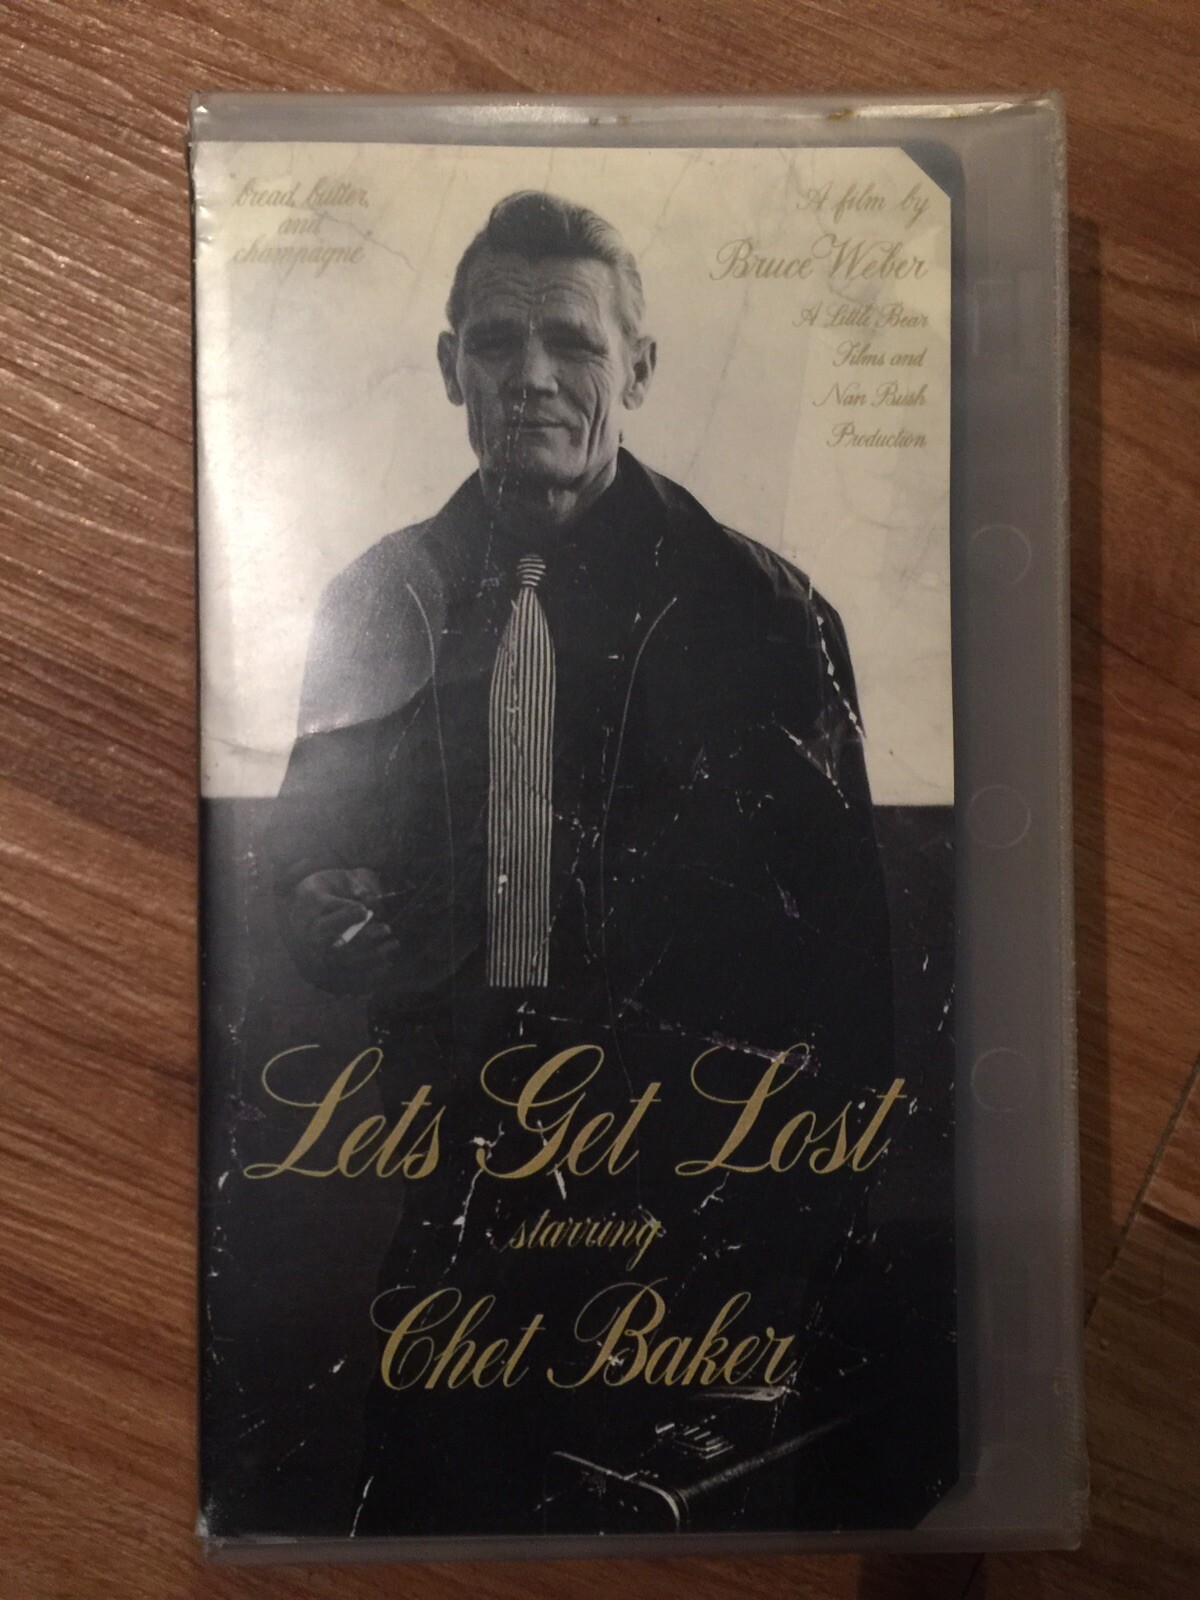 bread, butter,
and
champagne
A film by
Bruce Weber
A Little Bear
Films and
Nan Bush
Production
Lets Get Lost
starring
Chet Baker